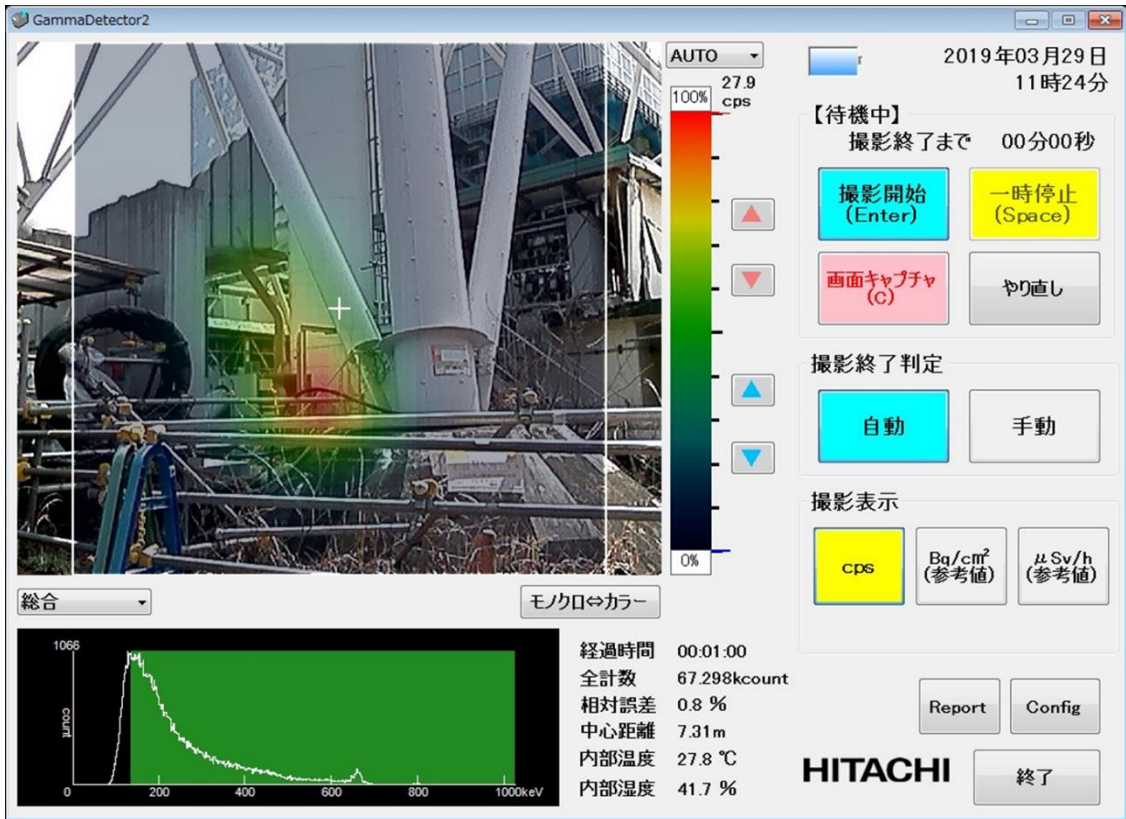 GammaDetector2
AUTO
27.9
cps
100%
0%
2019年03月29日
11時24分
【待機中】
撮影終了まで 00分00秒
撮影開始
(Enter)
一時停止
(Space)
画面キャプチャ
(C)
やり直し
撮影終了判定
自動
手動
撮影表示
cps
Bq/c㎡
(参考値)
μSv/h
(参考値)
総合
モノクロ⇔カラー
1066
count
0 200 400 600 800 1000keV
経過時間 00:01:00
全計数 67.298kcount
相対誤差 0.8 %
中心距離 7.31m
内部温度 27.8 ℃
内部湿度 41.7 %
Report
Config
HITACHI
終了